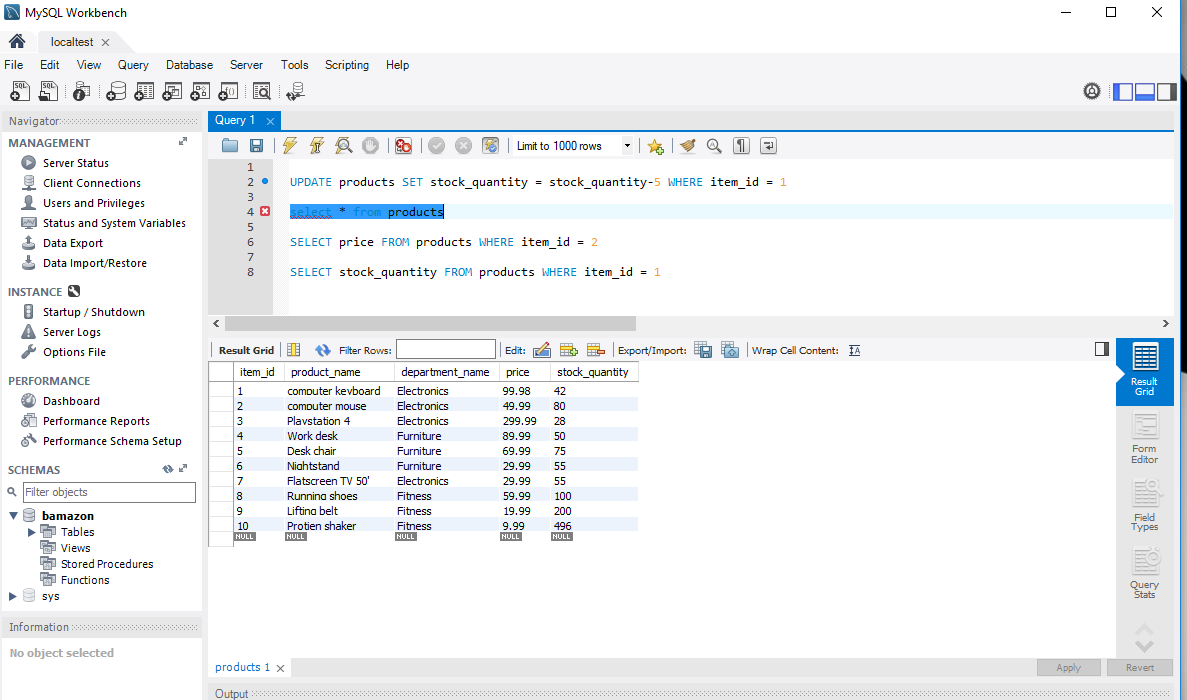 MySQL Workbench
localtest
File Edit View Query Database Server Tools Scripting Help
Navigator
MANAGEMENT
Server Status
Client Connections
Users and Privileges
Status and System Variables
Data Export
Data Import/Restore
INSTANCE
Startup / Shutdown
Server Logs
Options File
PERFORMANCE
Dashboard
Performance Reports
Performance Schema Setup
SCHEMAS
Filter objects
bamazon
Tables
Views
Stored Procedures
Functions
sys
Information
No object selected
Query 1
Limit to 1000 rows
1
2 UPDATE products SET stock_quantity = stock_quantity-5 WHERE item_id = 1
3
4 select * from products
5
6 SELECT price FROM products WHERE item_id = 2
7
8 SELECT stock_quantity FROM products WHERE item_id = 1
Result Grid Filter Rows: Edit: Export/Import: Wrap Cell Content:
item_id product_name department_name price stock_quantity
1 computer keyboard Electronics 99.98 42
2 computer mouse Electronics 49.99 80
3 Playstation 4 Electronics 299.99 28
4 Work desk Furniture 89.99 50
5 Desk chair Furniture 69.99 75
6 Nightstand Furniture 29.99 55
7 Flatscreen TV 50' Electronics 29.99 55
8 Running shoes Fitness 59.99 100
9 Lifting belt Fitness 19.99 200
10 Protien shaker Fitness 9.99 496
NULL NULL NULL NULL NULL
Result
Grid
Form
Editor
Field
Types
Query
Stats
products 1
Apply Revert
Output